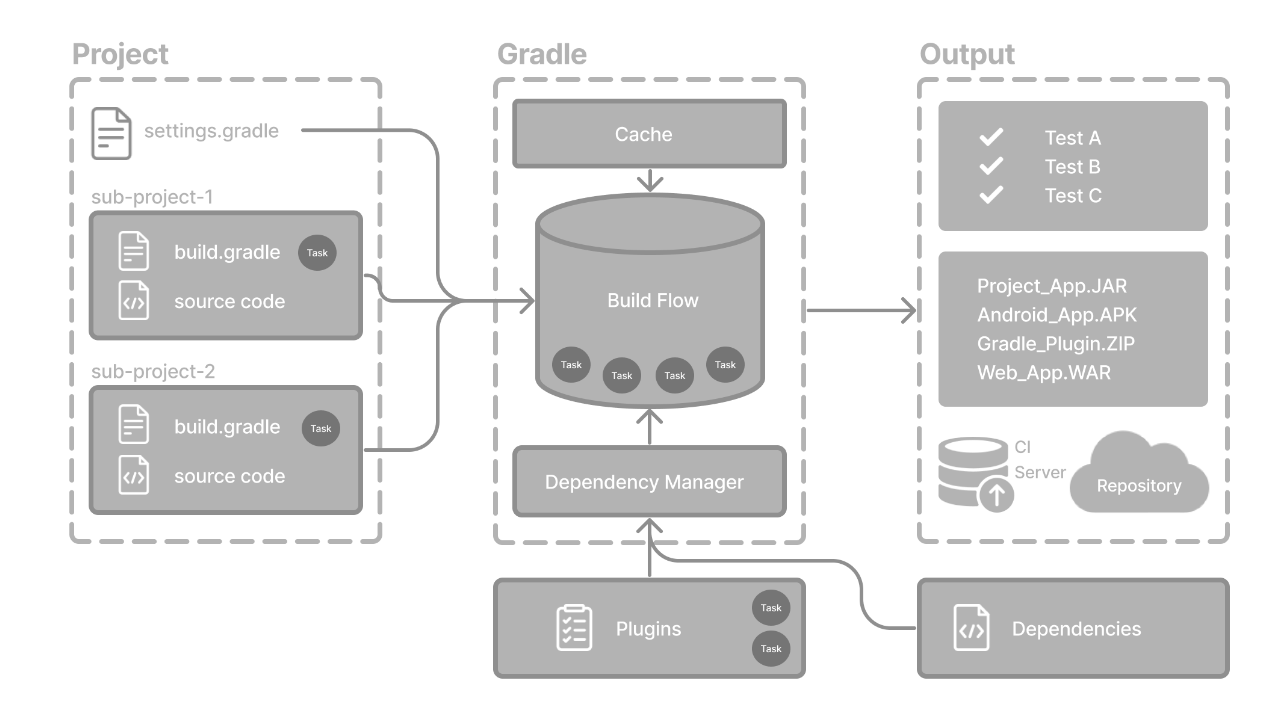 Project
settings.gradle
sub-project-1
build.gradle
Task
source code
sub-project-2
build.gradle
Task
source code
Gradle
Cache
Build Flow
Task
Task
Task
Task
Dependency Manager
Plugins
Task
Task
Output
Test A
Test B
Test C
Project_App.JAR
Android_App.APK
Gradle_Plugin.ZIP
Web_App.WAR
CI
Server
Repository
Dependencies